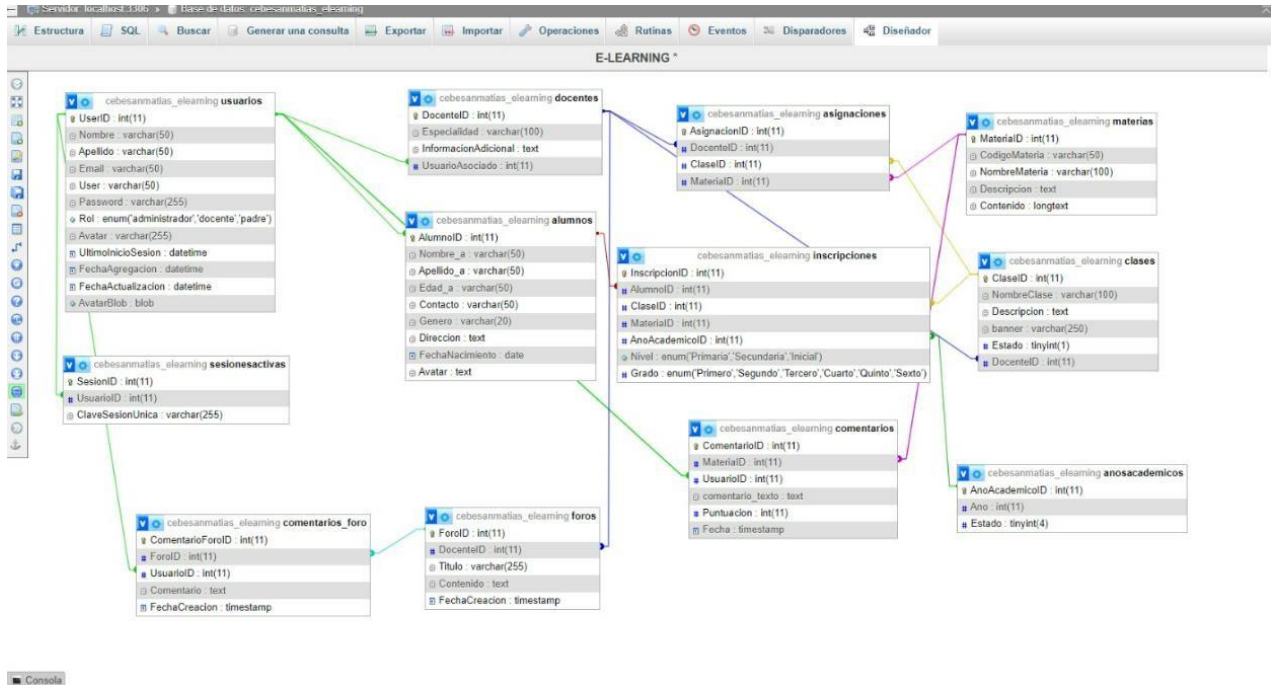 Servidor: localhost:3306 » Base de datos: cebesanmatias_elearning
Estructura SQL Buscar Generar una consulta Exportar Importar Operaciones Rutinas Eventos Disparadores Diseñador
E-LEARNING *
cebesanmatias_elearning usuarios
UserID : int(11)
Nombre : varchar(50)
Apellido : varchar(50)
Email : varchar(50)
User : varchar(50)
Password : varchar(255)
Rol : enum('administrador','docente','padre')
Avatar : varchar(255)
UltimoInicioSesion : datetime
FechaAgregacion : datetime
FechaActualizacion : datetime
AvatarBlob : blob
cebesanmatias_elearning docentes
DocenteID : int(11)
Especialidad : varchar(100)
InformacionAdicional : text
UsuarioAsociado : int(11)
cebesanmatias_elearning asignaciones
AsignacionID : int(11)
DocenteID : int(11)
ClaseID : int(11)
MateriaID : int(11)
cebesanmatias_elearning materias
MateriaID : int(11)
CodigoMateria : varchar(50)
NombreMateria : varchar(100)
Descripcion : text
Contenido : longtext
cebesanmatias_elearning alumnos
AlumnoID : int(11)
Nombre_a : varchar(50)
Apellido_a : varchar(50)
Edad_a : varchar(50)
Contacto : varchar(50)
Genero : varchar(20)
Direccion : text
FechaNacimiento : date
Avatar : text
cebesanmatias_elearning inscripciones
InscripcionID : int(11)
AlumnoID : int(11)
ClaseID : int(11)
MateriaID : int(11)
AnoAcademicoID : int(11)
Nivel : enum('Primaria','Secundaria','Inicial')
Grado : enum('Primero','Segundo','Tercero','Cuarto','Quinto','Sexto')
cebesanmatias_elearning clases
ClaseID : int(11)
NombreClase : varchar(100)
Descripcion : text
banner : varchar(250)
Estado : tinyint(1)
DocenteID : int(11)
cebesanmatias_elearning sesionesactivas
SesionID : int(11)
UsuarioID : int(11)
ClaveSesionUnica : varchar(255)
cebesanmatias_elearning comentarios
ComentarioID : int(11)
MateriaID : int(11)
UsuarioID : int(11)
comentario_texto : text
Puntuacion : int(11)
Fecha : timestamp
cebesanmatias_elearning anosacademicos
AnoAcademicoID : int(11)
Ano : int(11)
Estado : tinyint(4)
cebesanmatias_elearning comentarios_foro
ComentarioForoID : int(11)
ForoID : int(11)
UsuarioID : int(11)
Comentario : text
FechaCreacion : timestamp
cebesanmatias_elearning foros
ForoID : int(11)
DocenteID : int(11)
Titulo : varchar(255)
Contenido : text
FechaCreacion : timestamp
Consola